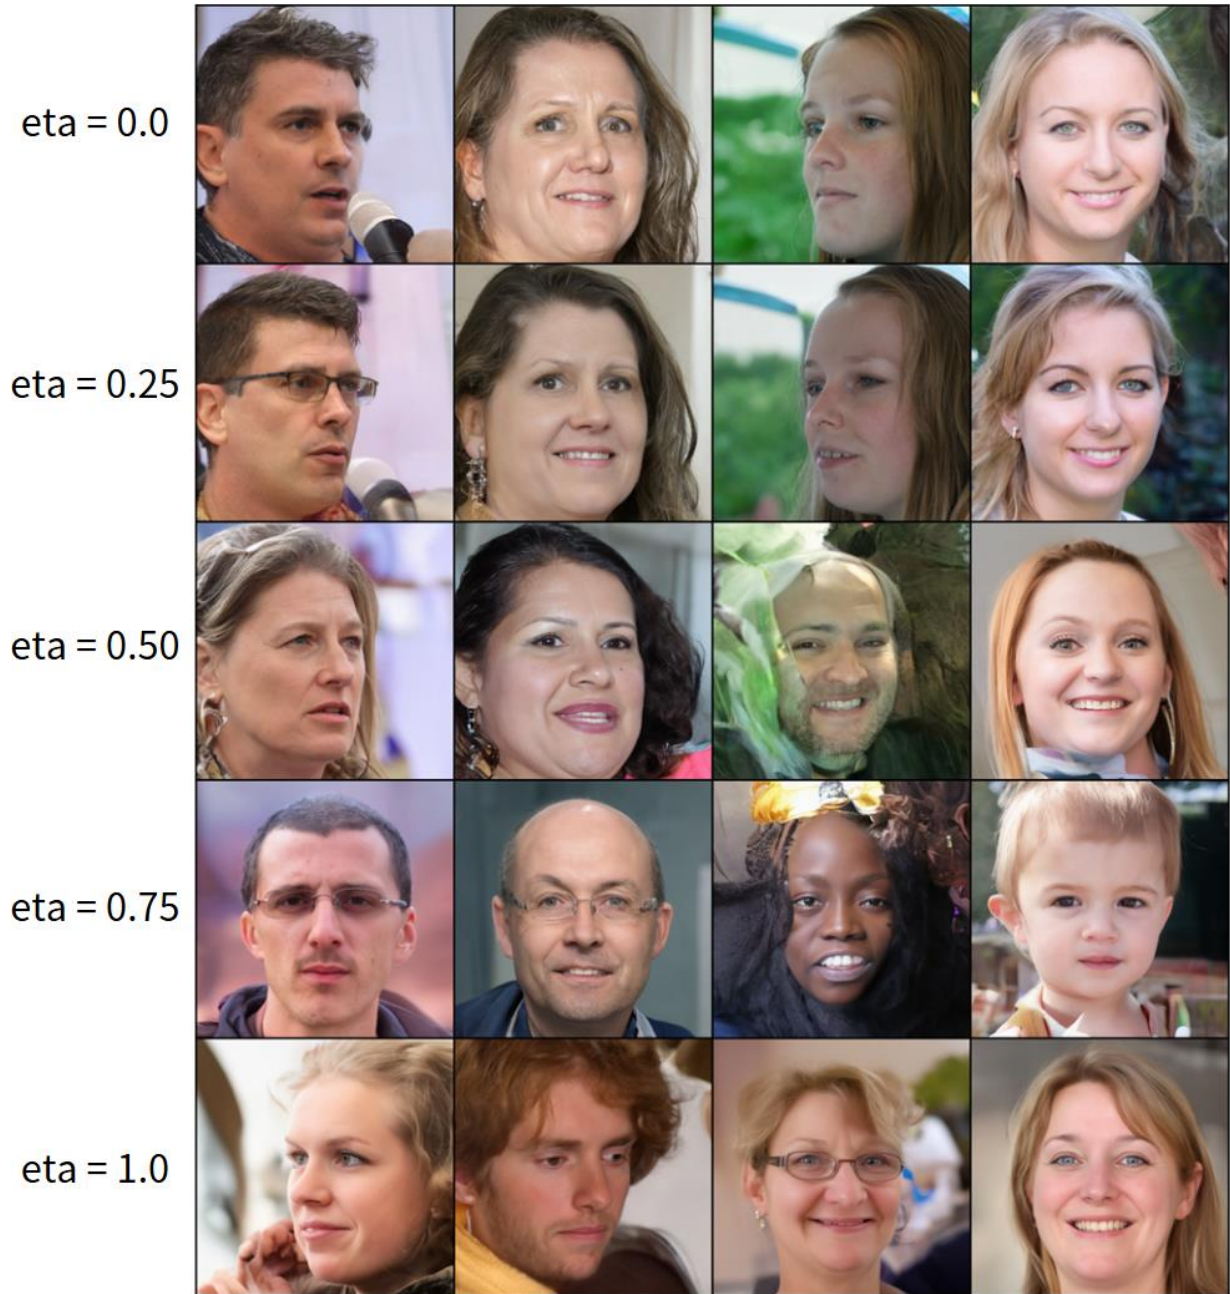 eta = 0.0
eta = 0.25
eta = 0.50
eta = 0.75
eta = 1.0